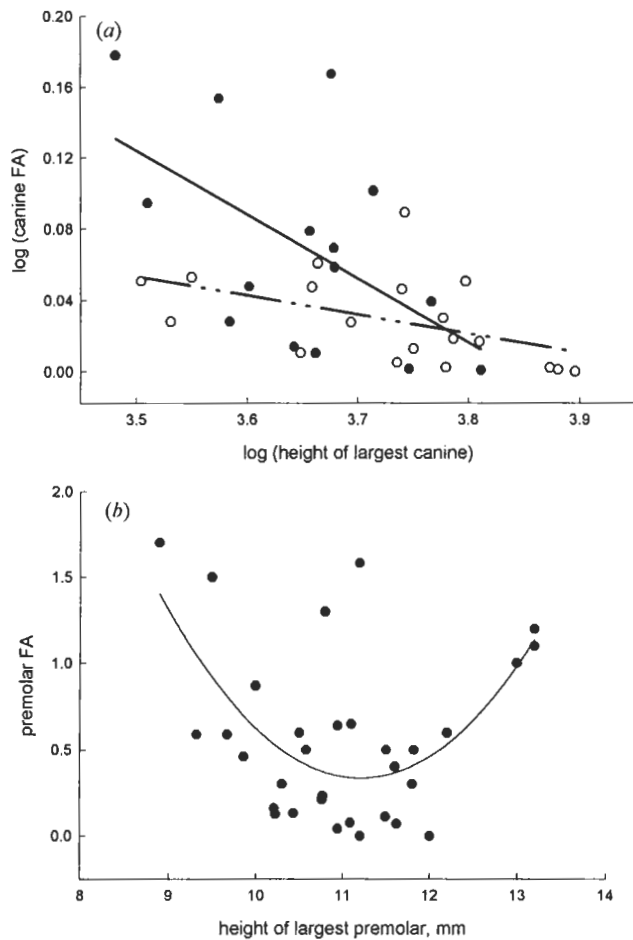 (a)
0.20
0.16
0.12
0.08
0.04
0.00
log (canine FA)
3.5 3.6 3.7 3.8 3.9
log (height of largest canine)
(b)
2.0
1.5
1.0
0.5
0.0
premolar FA
8 9 10 11 12 13 14
height of largest premolar, mm